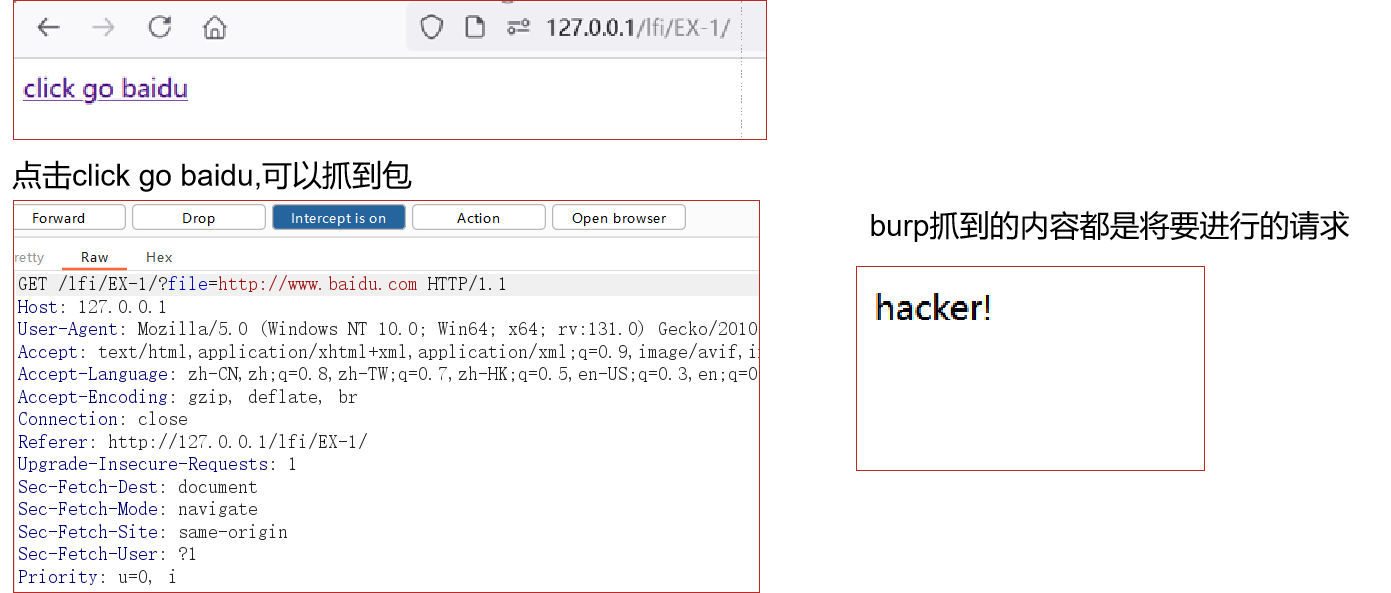 127.0.0.1/lfi/EX-1/
click go baidu
点击click go baidu,可以抓到包
Forward Drop Intercept is on Action Open browser
retty Raw Hex
GET /lfi/EX-1/?file=http://www.baidu.com HTTP/1.1
Host: 127.0.0.1
User-Agent: Mozilla/5.0 (Windows NT 10.0; Win64; x64; rv:131.0) Gecko/2010
Accept: text/html,application/xhtml+xml,application/xml;q=0.9,image/avif,i
Accept-Language: zh-CN,zh;q=0.8,zh-TW;q=0.7,zh-HK;q=0.5,en-US;q=0.3,en;q=0
Accept-Encoding: gzip, deflate, br
Connection: close
Referer: http://127.0.0.1/lfi/EX-1/
Upgrade-Insecure-Requests: 1
Sec-Fetch-Dest: document
Sec-Fetch-Mode: navigate
Sec-Fetch-Site: same-origin
Sec-Fetch-User: ?1
Priority: u=0, i
burp抓到的内容都是将要进行的请求
hacker!